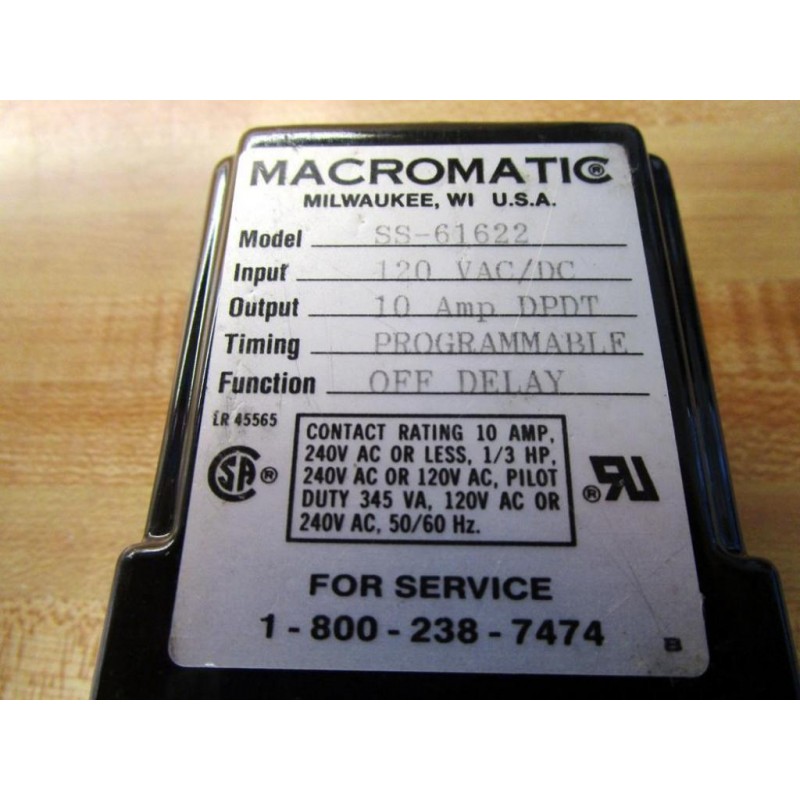 MACROMATIC®
MILWAUKEE, WI U.S.A.
Model SS-61622
Input 120 VAC/DC
Output 10 Amp DPDT
Timing PROGRAMMABLE
Function OFF DELAY
LR 45565
CONTACT RATING 10 AMP,
240V AC OR LESS, 1/3 HP,
240V AC OR 120V AC, PILOT
DUTY 345 VA, 120V AC OR
240V AC, 50/60 Hz.
SA®
®RU
FOR SERVICE
1-800-238-7474
B